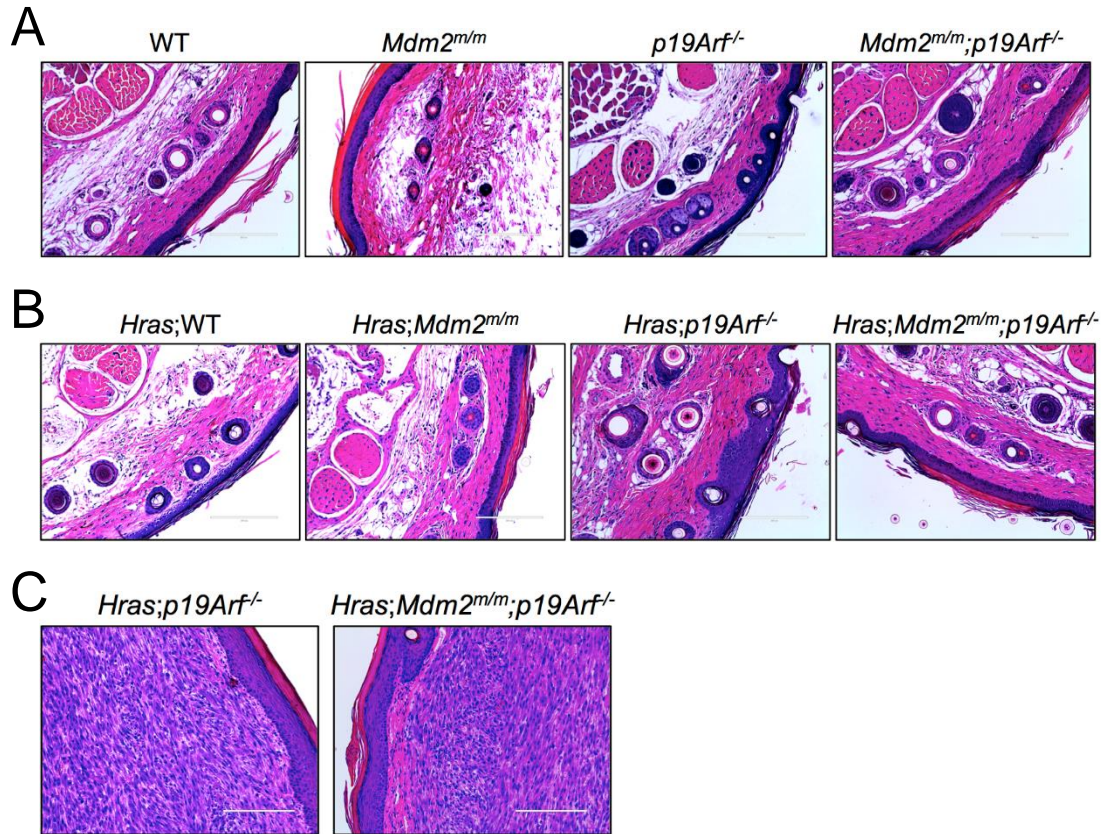 A
WT
Mdm2m/m
p19Arf-/-
Mdm2m/m;p19Arf-/-
B
Hras;WT
Hras;Mdm2m/m
Hras;p19Arf-/-
Hras;Mdm2m/m;p19Arf-/-
C
Hras;p19Arf-/-
Hras;Mdm2m/m;p19Arf-/-